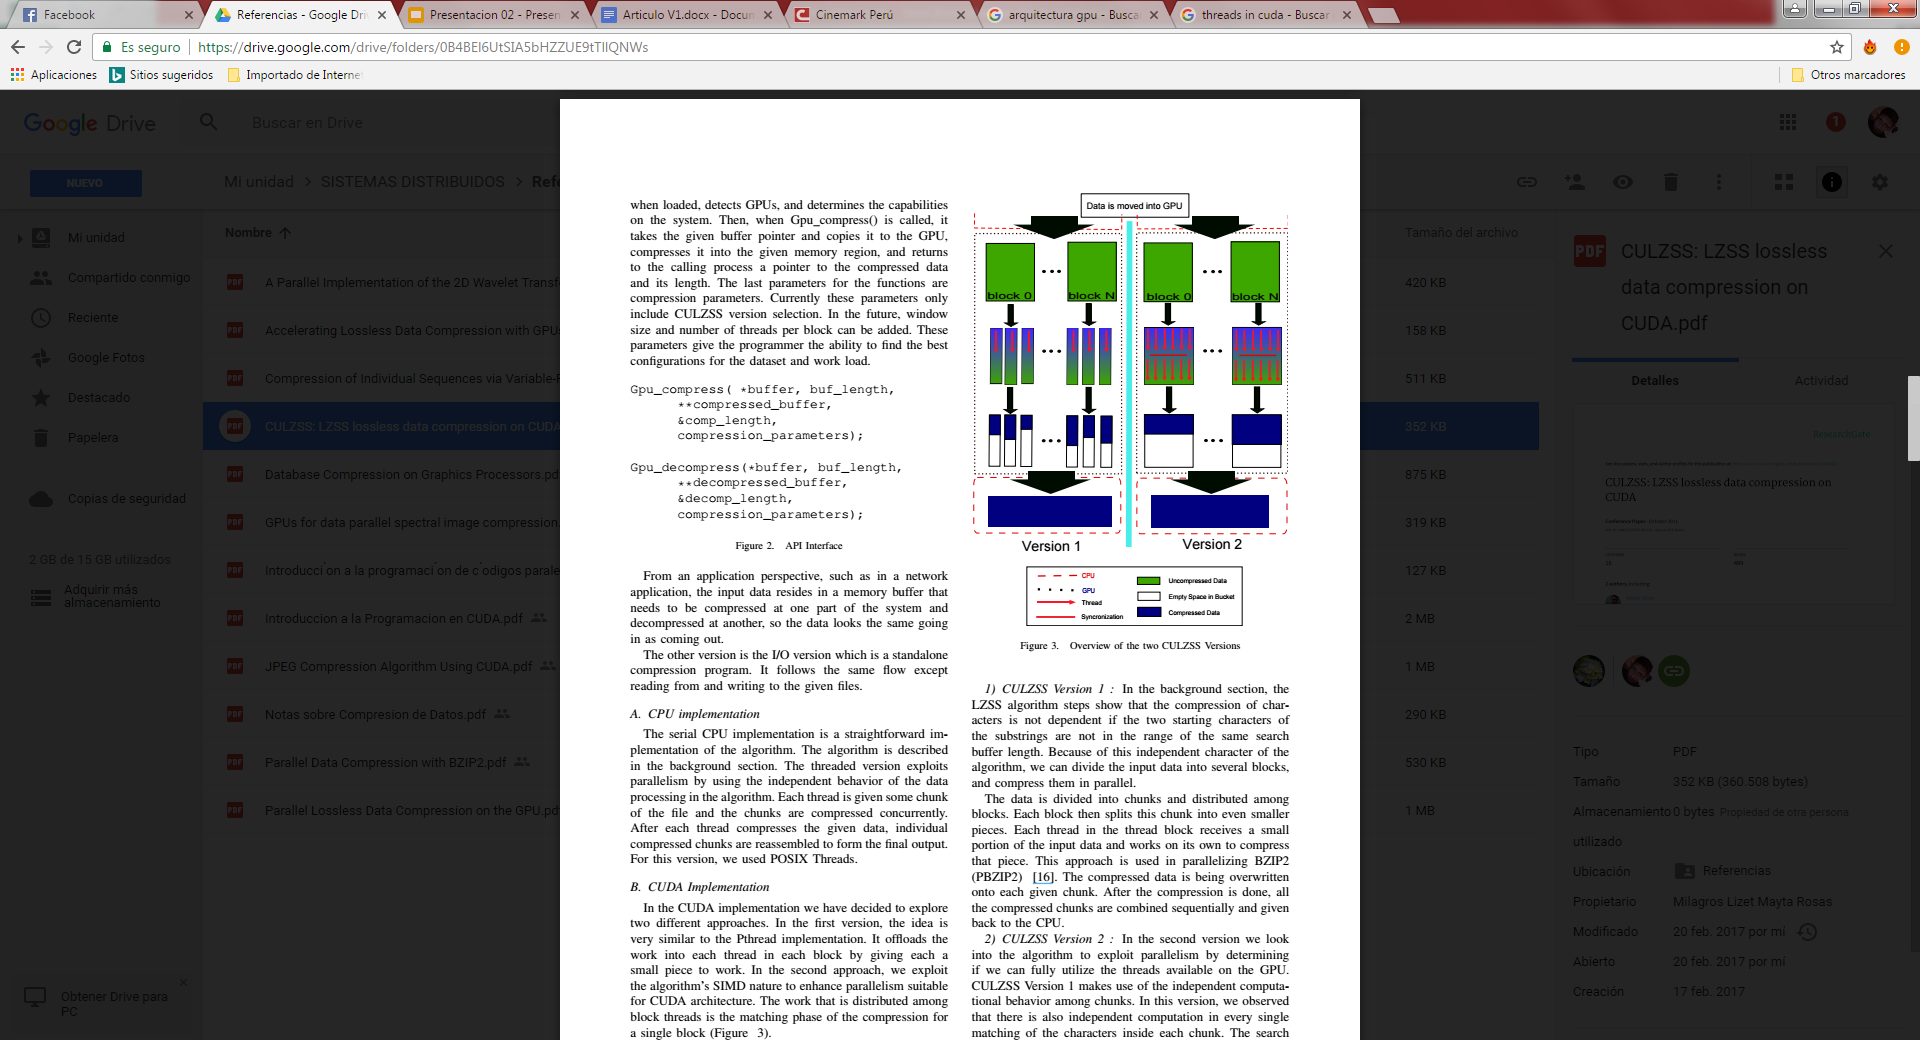 Facebook
Referencias - Google Dri
Presentacion 02 - Presen
Articulo V1.docx - Docum
Cinemark Perú
arquitectura gpu - Busca
threads in cuda - Buscar
Es seguro
https://drive.google.com/drive/folders/0B4BEl6UtSIA5bHZZUE9tTllQNWs
Aplicaciones
Sitios sugeridos
Importado de Interne
Otros marcadores
Google Drive
Buscar en Drive
1
NUEVO
Mi unidad > SISTEMAS DISTRIBUIDOS > Refe
Mi unidad
Compartido conmigo
Reciente
Google Fotos
Destacado
Papelera
Copias de seguridad
2 GB de 15 GB utilizados
Adquirir más
almacenamiento
Obtener Drive para
PC
Nombre
Tamaño del archivo
PDF A Parallel Implementation of the 2D Wavelet Transf
420 KB
PDF Accelerating Lossless Data Compression with GPU
158 KB
PDF Compression of Individual Sequences via Variable-R
511 KB
PDF CULZSS: LZSS lossless data compression on CUDA
352 KB
PDF Database Compression on Graphics Processors.pd
875 KB
PDF GPUs for data parallel spectral image compression.
319 KB
PDF Introducci´on a la programaci´on de c´odigos parale
127 KB
PDF Introduccion a la Programacion en CUDA.pdf
2 MB
PDF JPEG Compression Algorithm Using CUDA.pdf
1 MB
PDF Notas sobre Compresion de Datos.pdf
290 KB
PDF Parallel Data Compression with BZIP2.pdf
530 KB
PDF Parallel Lossless Data Compression on the GPU.pd
1 MB
when loaded, detects GPUs, and determines the capabilities
on the system. Then, when Gpu_compress() is called, it
takes the given buffer pointer and copies it to the GPU,
compresses it into the given memory region, and returns
to the calling process a pointer to the compressed data
and its length. The last parameters for the functions are
compression parameters. Currently these parameters only
include CULZSS version selection. In the future, window
size and number of threads per block can be added. These
parameters give the programmer the ability to find the best
configurations for the dataset and work load.
Gpu_compress( *buffer, buf_length,
**compressed_buffer,
&comp_length,
compression_parameters);
Gpu_decompress(*buffer, buf_length,
**decompressed_buffer,
&decomp_length,
compression_parameters);
Figure 2. API Interface
From an application perspective, such as in a network
application, the input data resides in a memory buffer that
needs to be compressed at one part of the system and
decompressed at another, so the data looks the same going
in as coming out.
The other version is the I/O version which is a standalone
compression program. It follows the same flow except
reading from and writing to the given files.
A. CPU implementation
The serial CPU implementation is a straightforward im-
plementation of the algorithm. The algorithm is described
in the background section. The threaded version exploits
parallelism by using the independent behavior of the data
processing in the algorithm. Each thread is given some chunk
of the file and the chunks are compressed concurrently.
After each thread compresses the given data, individual
compressed chunks are reassembled to form the final output.
For this version, we used POSIX Threads.
B. CUDA Implementation
In the CUDA implementation we have decided to explore
two different approaches. In the first version, the idea is
very similar to the Pthread implementation. It offloads the
work into each thread in each block by giving each a
small piece to work. In the second approach, we exploit
the algorithm's SIMD nature to enhance parallelism suitable
for CUDA architecture. The work that is distributed among
block threads is the matching phase of the compression for
a single block (Figure 3).
Data is moved into GPU
block 0
block N
block 0
block N
Version 1
Version 2
CPU
GPU
Thread
Syncronization
Uncompressed Data
Empty Space in Bucket
Compressed Data
Figure 3. Overview of the two CULZSS Versions
1) CULZSS Version 1 : In the background section, the
LZSS algorithm steps show that the compression of char-
acters is not dependent if the two starting characters of
the substrings are not in the range of the same search
buffer length. Because of this independent character of the
algorithm, we can divide the input data into several blocks,
and compress them in parallel.
The data is divided into chunks and distributed among
blocks. Each block then splits this chunk into even smaller
pieces. Each thread in the thread block receives a small
portion of the input data and works on its own to compress
that piece. This approach is used in parallelizing BZIP2
(PBZIP2) [16]. The compressed data is being overwritten
onto each given chunk. After the compression is done, all
the compressed chunks are combined sequentially and given
back to the CPU.
2) CULZSS Version 2 : In the second version we look
into the algorithm to exploit parallelism by determining
if we can fully utilize the threads available on the GPU.
CULZSS Version 1 makes use of the independent computa-
tional behavior among chunks. In this version, we observed
that there is also independent computation in every single
matching of the characters inside each chunk. The search
PDF
CULZSS: LZSS lossless
data compression on
CUDA.pdf
Detalles
Actividad
ResearchGate
CULZSS: LZSS lossless data compression on
CUDA
Tipo PDF
Tamaño 352 KB (360.508 bytes)
Almacenamiento 0 bytes Propiedad de otra persona
utilizado
Ubicación Referencias
Propietario Milagros Lizet Mayta Rosas
Modificado 20 feb. 2017 por mí
Abierto 20 feb. 2017 por mí
Creación 17 feb. 2017